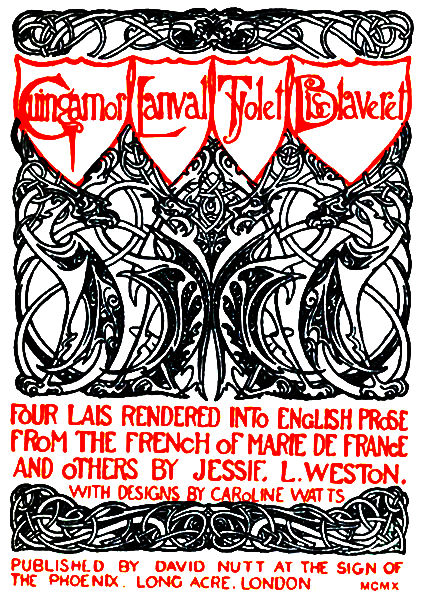 Guingamor Lanval Tyolet Bisclaveret
FOUR LAIS RENDERED INTO ENGLISH PROSE
FROM THE FRENCH OF MARIE DE FRANCE
AND OTHERS BY JESSIE. L. WESTON.
WITH DESIGNS BY CAROLINE WATTS
PUBLISHED BY DAVID NUTT AT THE SIGN OF
THE PHOENIX. LONG ACRE. LONDON
MCMX